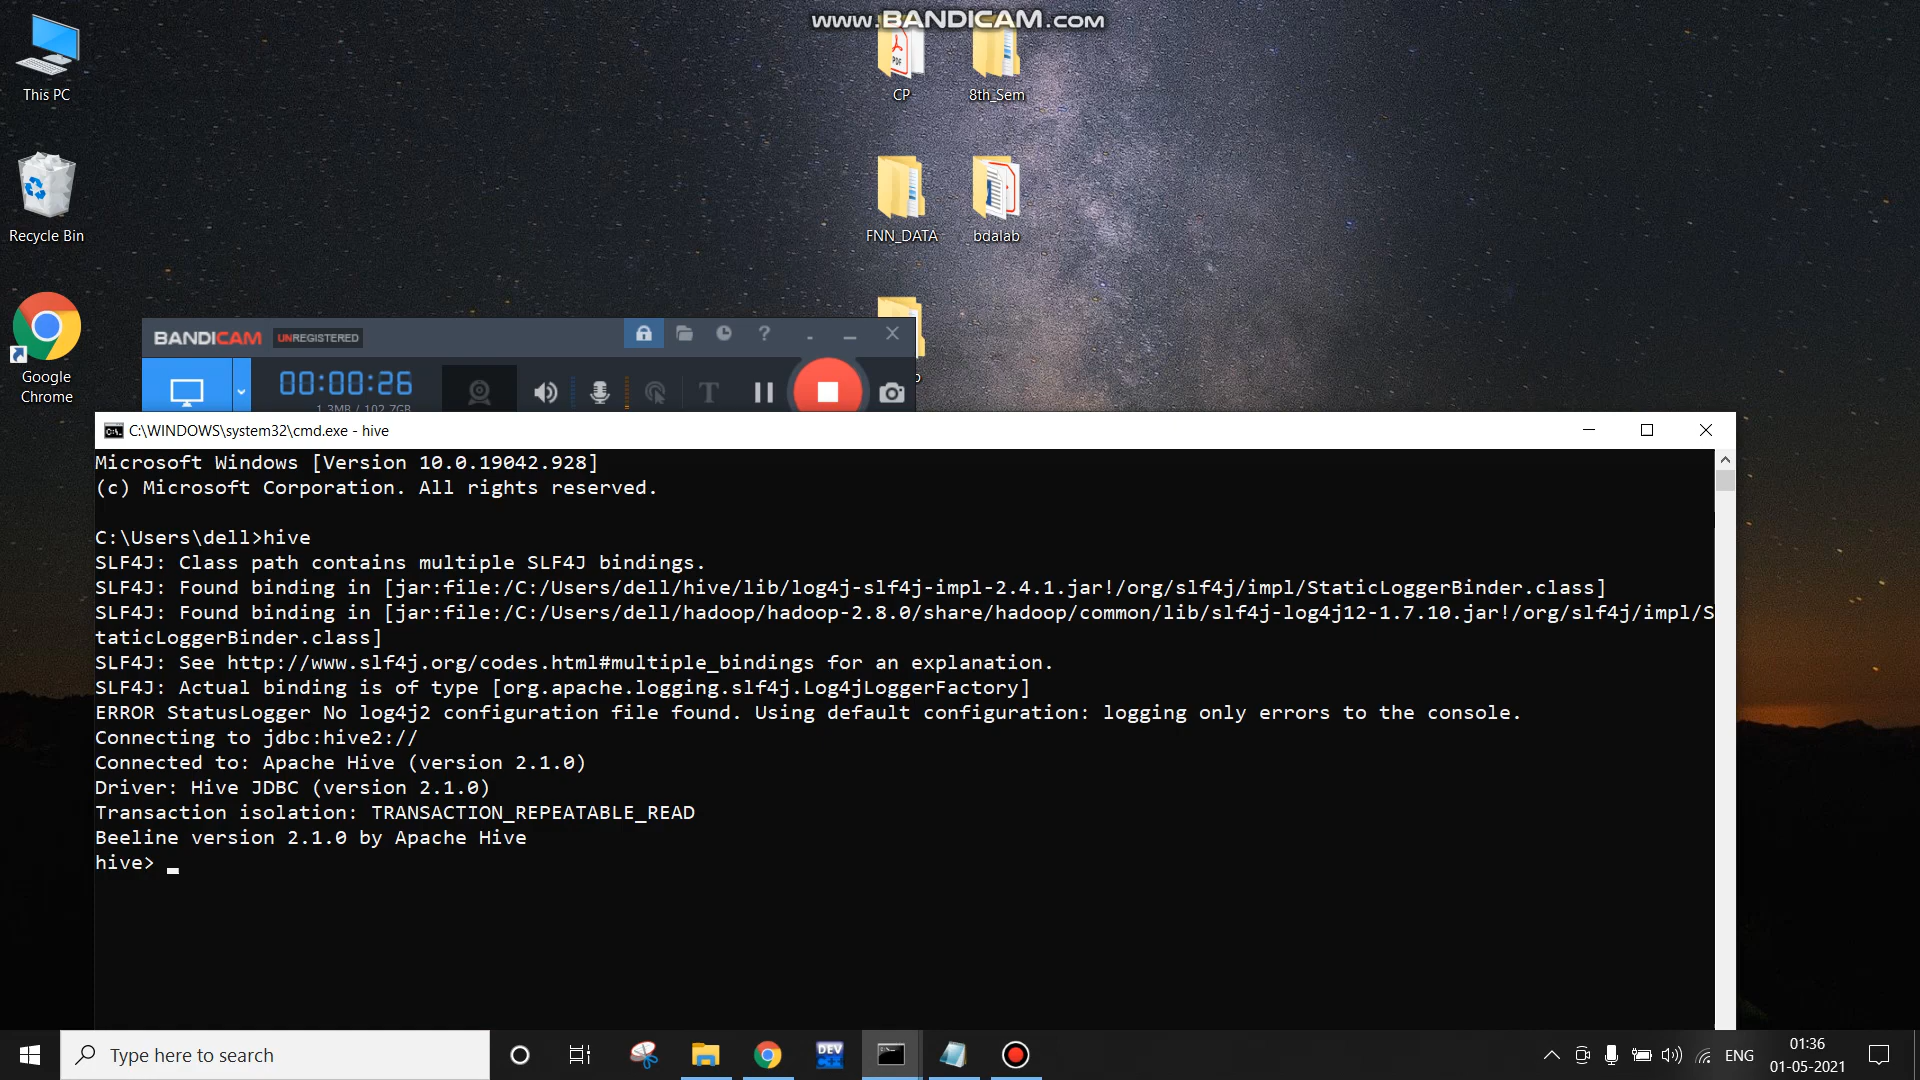 www.BANDICAM.com
This PC
CP
8th_Sem
Recycle Bin
FNN_DATA
bdalab
Google
Chrome
BANDICAM UNREGISTERED
00:00:26
1.3MB / 102.7GB
C:\WINDOWS\system32\cmd.exe - hive
Microsoft Windows [Version 10.0.19042.928]
(c) Microsoft Corporation. All rights reserved.
C:\Users\dell>hive
SLF4J: Class path contains multiple SLF4J bindings.
SLF4J: Found binding in [jar:file:/C:/Users/dell/hive/lib/log4j-slf4j-impl-2.4.1.jar!/org/slf4j/impl/StaticLoggerBinder.class]
SLF4J: Found binding in [jar:file:/C:/Users/dell/hadoop/hadoop-2.8.0/share/hadoop/common/lib/slf4j-log4j12-1.7.10.jar!/org/slf4j/impl/S
taticLoggerBinder.class]
SLF4J: See http://www.slf4j.org/codes.html#multiple_bindings for an explanation.
SLF4J: Actual binding is of type [org.apache.logging.slf4j.Log4jLoggerFactory]
ERROR StatusLogger No log4j2 configuration file found. Using default configuration: logging only errors to the console.
Connecting to jdbc:hive2://
Connected to: Apache Hive (version 2.1.0)
Driver: Hive JDBC (version 2.1.0)
Transaction isolation: TRANSACTION_REPEATABLE_READ
Beeline version 2.1.0 by Apache Hive
hive>
Type here to search
DEV
ENG
01:36
01-05-2021